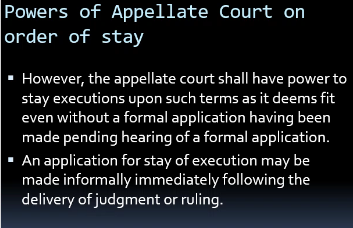 Powers of Appellate Court on
order of stay
▪ However, the appellate court shall have power to
stay executions upon such terms as it deems fit
even without a formal application having been
made pending hearing of a formal application.
▪ An application for stay of execution may be
made informally immediately following the
delivery of judgment or ruling.